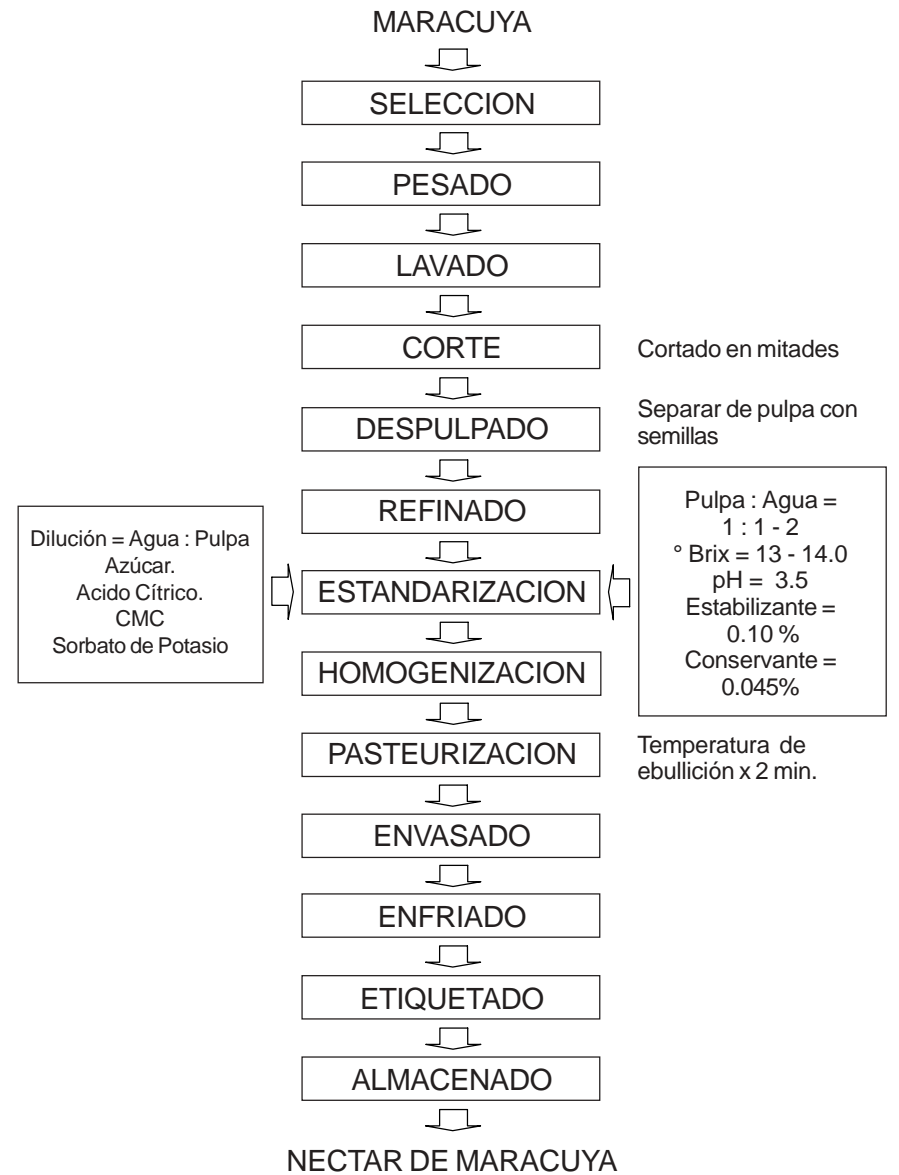 MARACUYA
SELECCION
PESADO
LAVADO
CORTE
Cortado en mitades
DESPULPADO
Separar de pulpa con
semillas
REFINADO
Dilución = Agua : Pulpa
Azúcar.
Acido Cítrico.
CMC
Sorbato de Potasio
ESTANDARIZACION
Pulpa : Agua =
1 : 1 - 2
° Brix = 13 - 14.0
pH = 3.5
Estabilizante =
0.10 %
Conservante =
0.045%
HOMOGENIZACION
PASTEURIZACION
Temperatura de
ebullición x 2 min.
ENVASADO
ENFRIADO
ETIQUETADO
ALMACENADO
NECTAR DE MARACUYA